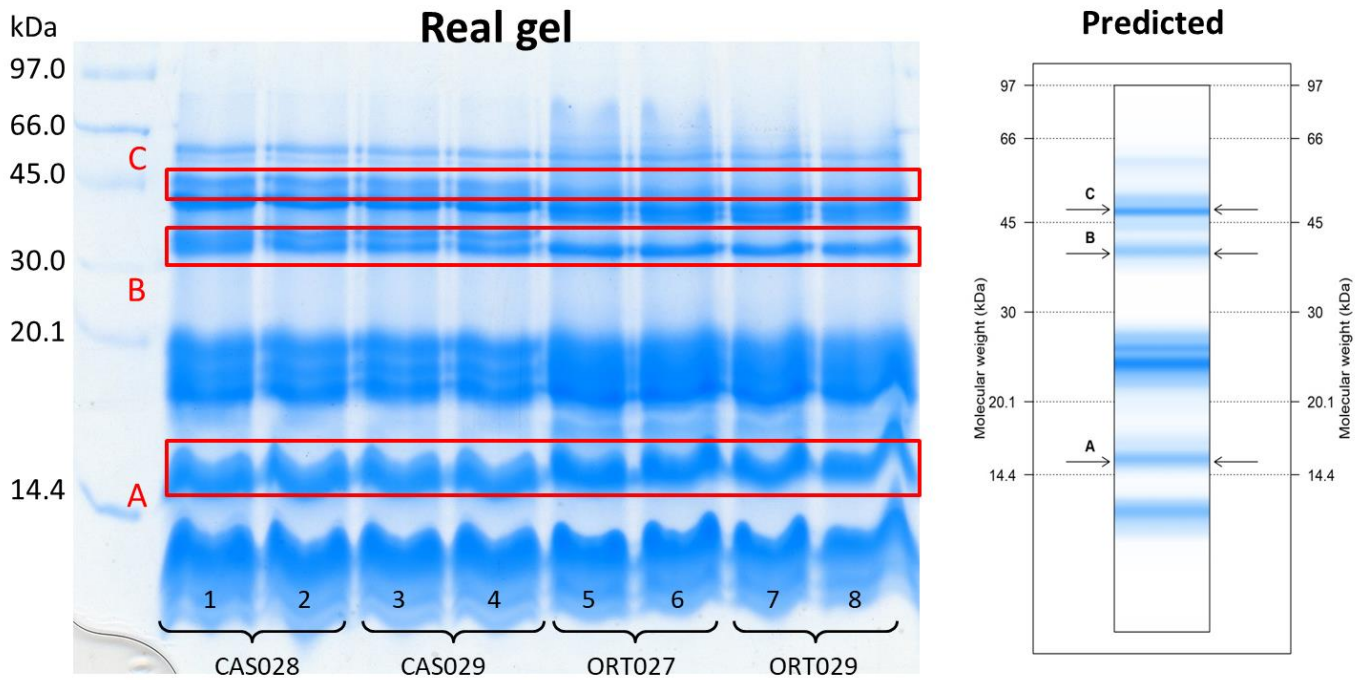 Real gel
kDa
97.0
66.0
45.0
30.0
20.1
14.4
C
B
A
1 2 3 4 5 6 7 8
CAS028 CAS029 ORT027 ORT029
Predicted
Molecular weight (kDa)
97 97
66 66
C
45 45
B
30 30
20.1 20.1
A
14.4 14.4
Molecular weight (kDa)